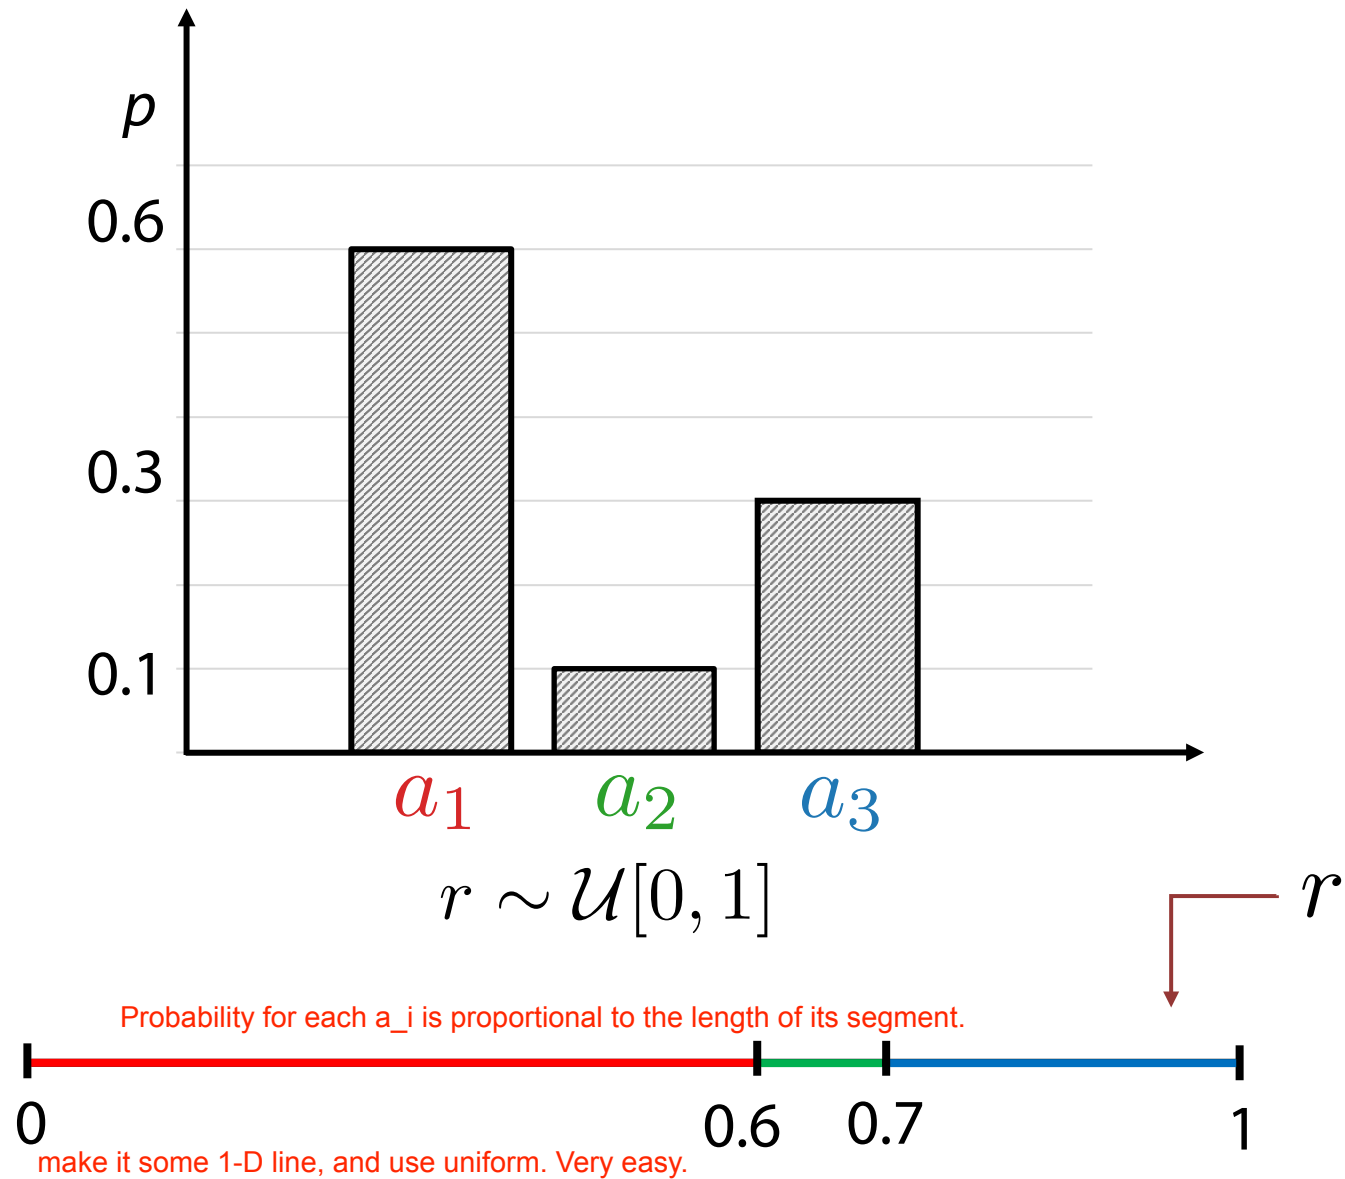 p
0.6
0.3
0.1
a₁ a₂ a₃
r ∼ 𝒰[0, 1]
r
Probability for each a_i is proportional to the length of its segment.
0 0.6 0.7 1
make it some 1-D line, and use uniform. Very easy.